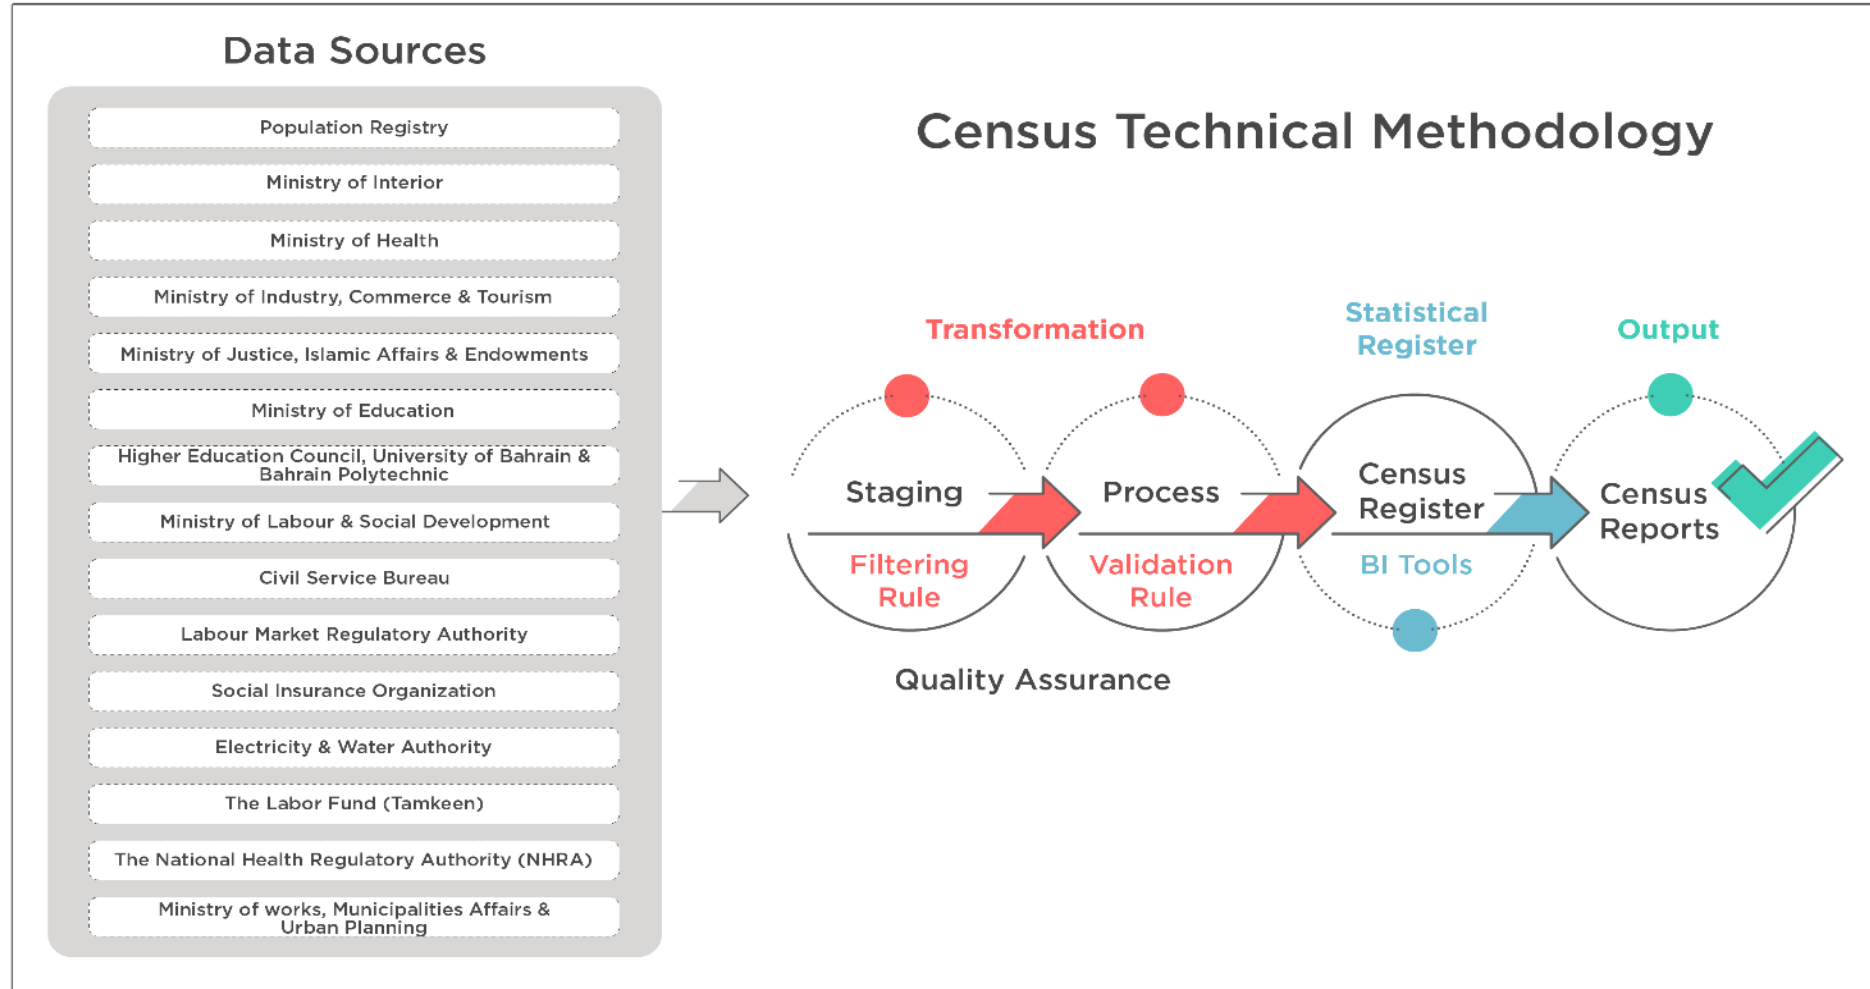 Data Sources
Population Registry
Ministry of Interior
Ministry of Health
Ministry of Industry, Commerce & Tourism
Ministry of Justice, Islamic Affairs & Endowments
Ministry of Education
Higher Education Council, University of Bahrain &
Bahrain Polytechnic
Ministry of Labour & Social Development
Civil Service Bureau
Labour Market Regulatory Authority
Social Insurance Organization
Electricity & Water Authority
The Labor Fund (Tamkeen)
The National Health Regulatory Authority (NHRA)
Ministry of works, Municipalities Affairs &
Urban Planning
Census Technical Methodology
Transformation
Staging
Filtering
Rule
Process
Validation
Rule
Quality Assurance
Statistical
Register
Census
Register
BI Tools
Output
Census
Reports